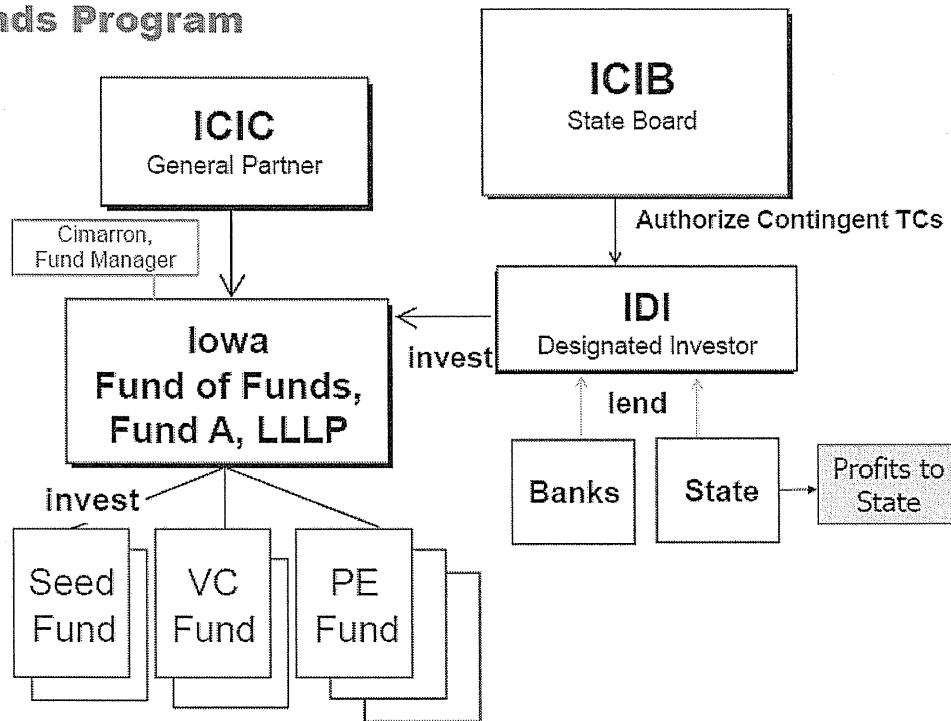 nds Program
ICIC
General Partner
ICIB
State Board
Authorize Contingent TCs
Cimarron,
Fund Manager
IDI
Designated Investor
invest
Iowa
Fund of Funds,
Fund A, LLLP
lend
Banks
State
Profits to
State
invest
Seed
Fund
VC
Fund
PE
Fund